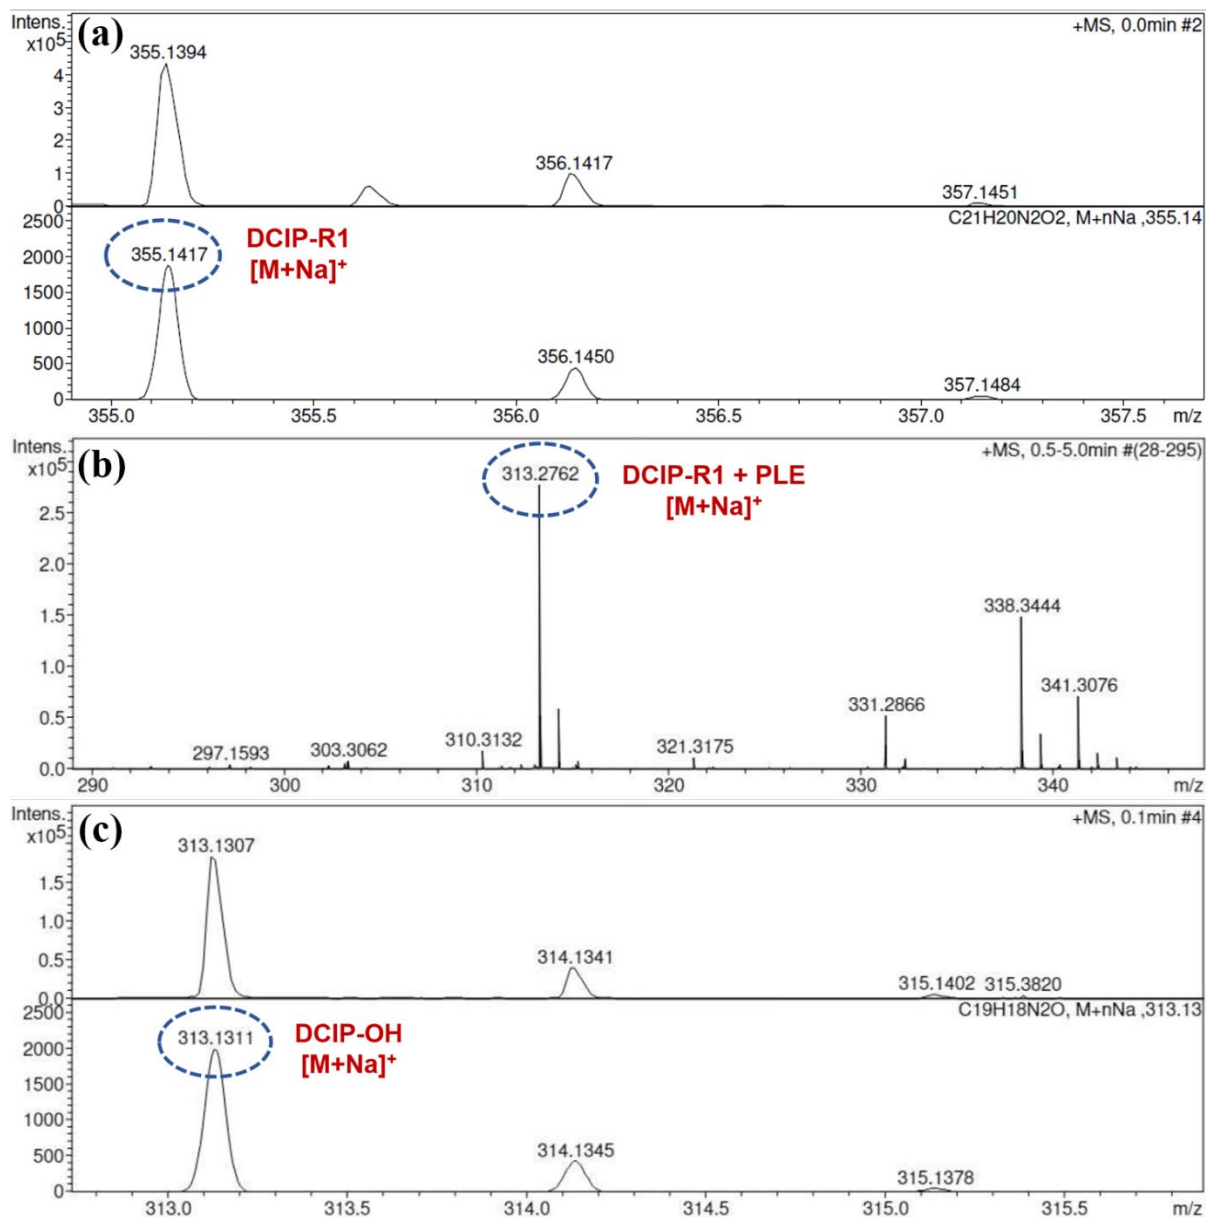 Intens.
x10⁵
(a)
+MS, 0.0min #2
355.1394
4
3
2
1
0
356.1417
357.1451
2500
2000
1500
1000
500
0
C21H20N2O2, M+nNa ,355.14
355.1417
DCIP-R1
[M+Na]⁺
356.1450
357.1484
355.0 355.5 356.0 356.5 357.0 357.5 m/z
Intens.
x10⁵
(b)
+MS, 0.5-5.0min #(28-295)
313.2762
DCIP-R1 + PLE
[M+Na]⁺
2.5
2.0
1.5
1.0
0.5
0.0
338.3444
341.3076
331.2866
297.1593
303.3062
310.3132
321.3175
290 300 310 320 330 340 m/z
Intens.
x10⁵
(c)
+MS, 0.1min #4
313.1307
1.5
1.0
0.5
0.0
314.1341
315.1402 315.3820
2500
2000
1500
1000
500
0
C19H18N2O, M+nNa ,313.13
313.1311
DCIP-OH
[M+Na]⁺
314.1345
315.1378
313.0 313.5 314.0 314.5 315.0 315.5 m/z